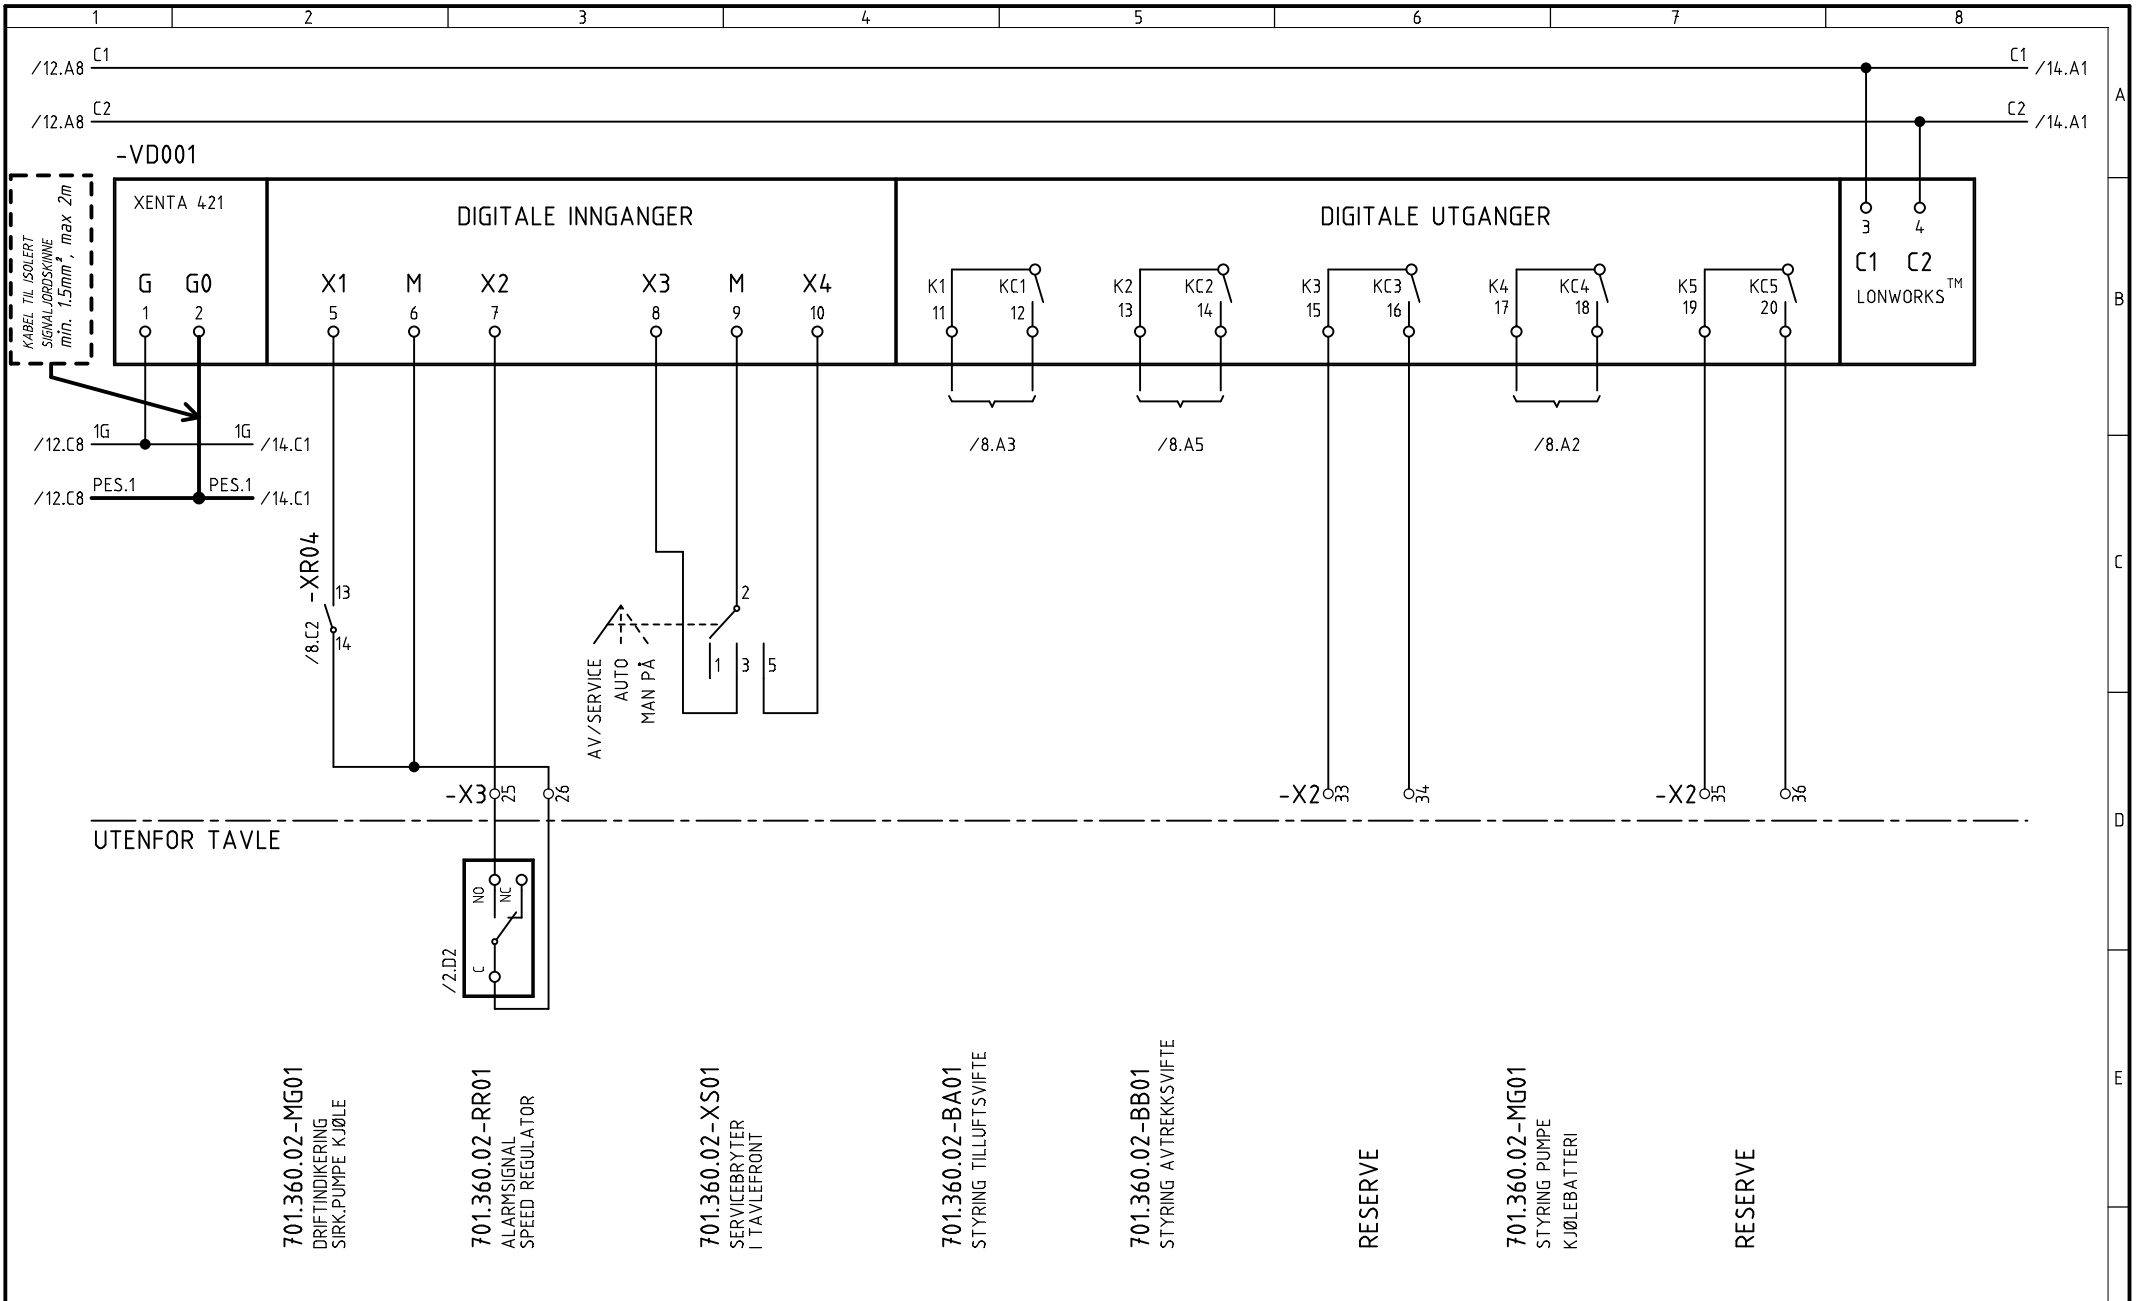 1 2 3 4 5 6 7 8
C1 C1
/12.A8 /14.A1
C2 C2
/12.A8 /14.A1
A
-VD001
KABEL TIL ISOLERT
SIGNALJORDSKINNE
min. 1.5mm², max 2m
XENTA 421
DIGITALE INNGANGER
DIGITALE UTGANGER
3 4
C1 C2
LONWORKS™
B
G G0 X1 M X2 X3 M X4
1 2 5 6 7 8 9 10
K1 KC1 K2 KC2 K3 KC3 K4 KC4 K5 KC5
11 12 13 14 15 16 17 18 19 20
1G 1G
/12.C8 /14.C1
/8.A3 /8.A5 /8.A2
PES.1 PES.1
/12.C8 /14.C1
C
-XR04
/8.C2
13
14
2
1 3 5
AV/SERVICE
AUTO
MAN PÅ
-X3 25 26
-X2 33 34
-X2 35 36
D
UTENFOR TAVLE
NO NC
C
/2.D2
E
701.360.02-MG01
DRIFTINDIKERING
SIRK.PUMPE KJØLE
701.360.02-RR01
ALARMSIGNAL
SPEED REGULATOR
701.360.02-XS01
SERVICEBRYTER
I TAVLEFRONT
701.360.02-BA01
STYRING TILLUFTSVIFTE
701.360.02-BB01
STYRING AVTREKKSVIFTE
RESERVE
701.360.02-MG01
STYRING PUMPE
KJØLEBATTERI
RESERVE